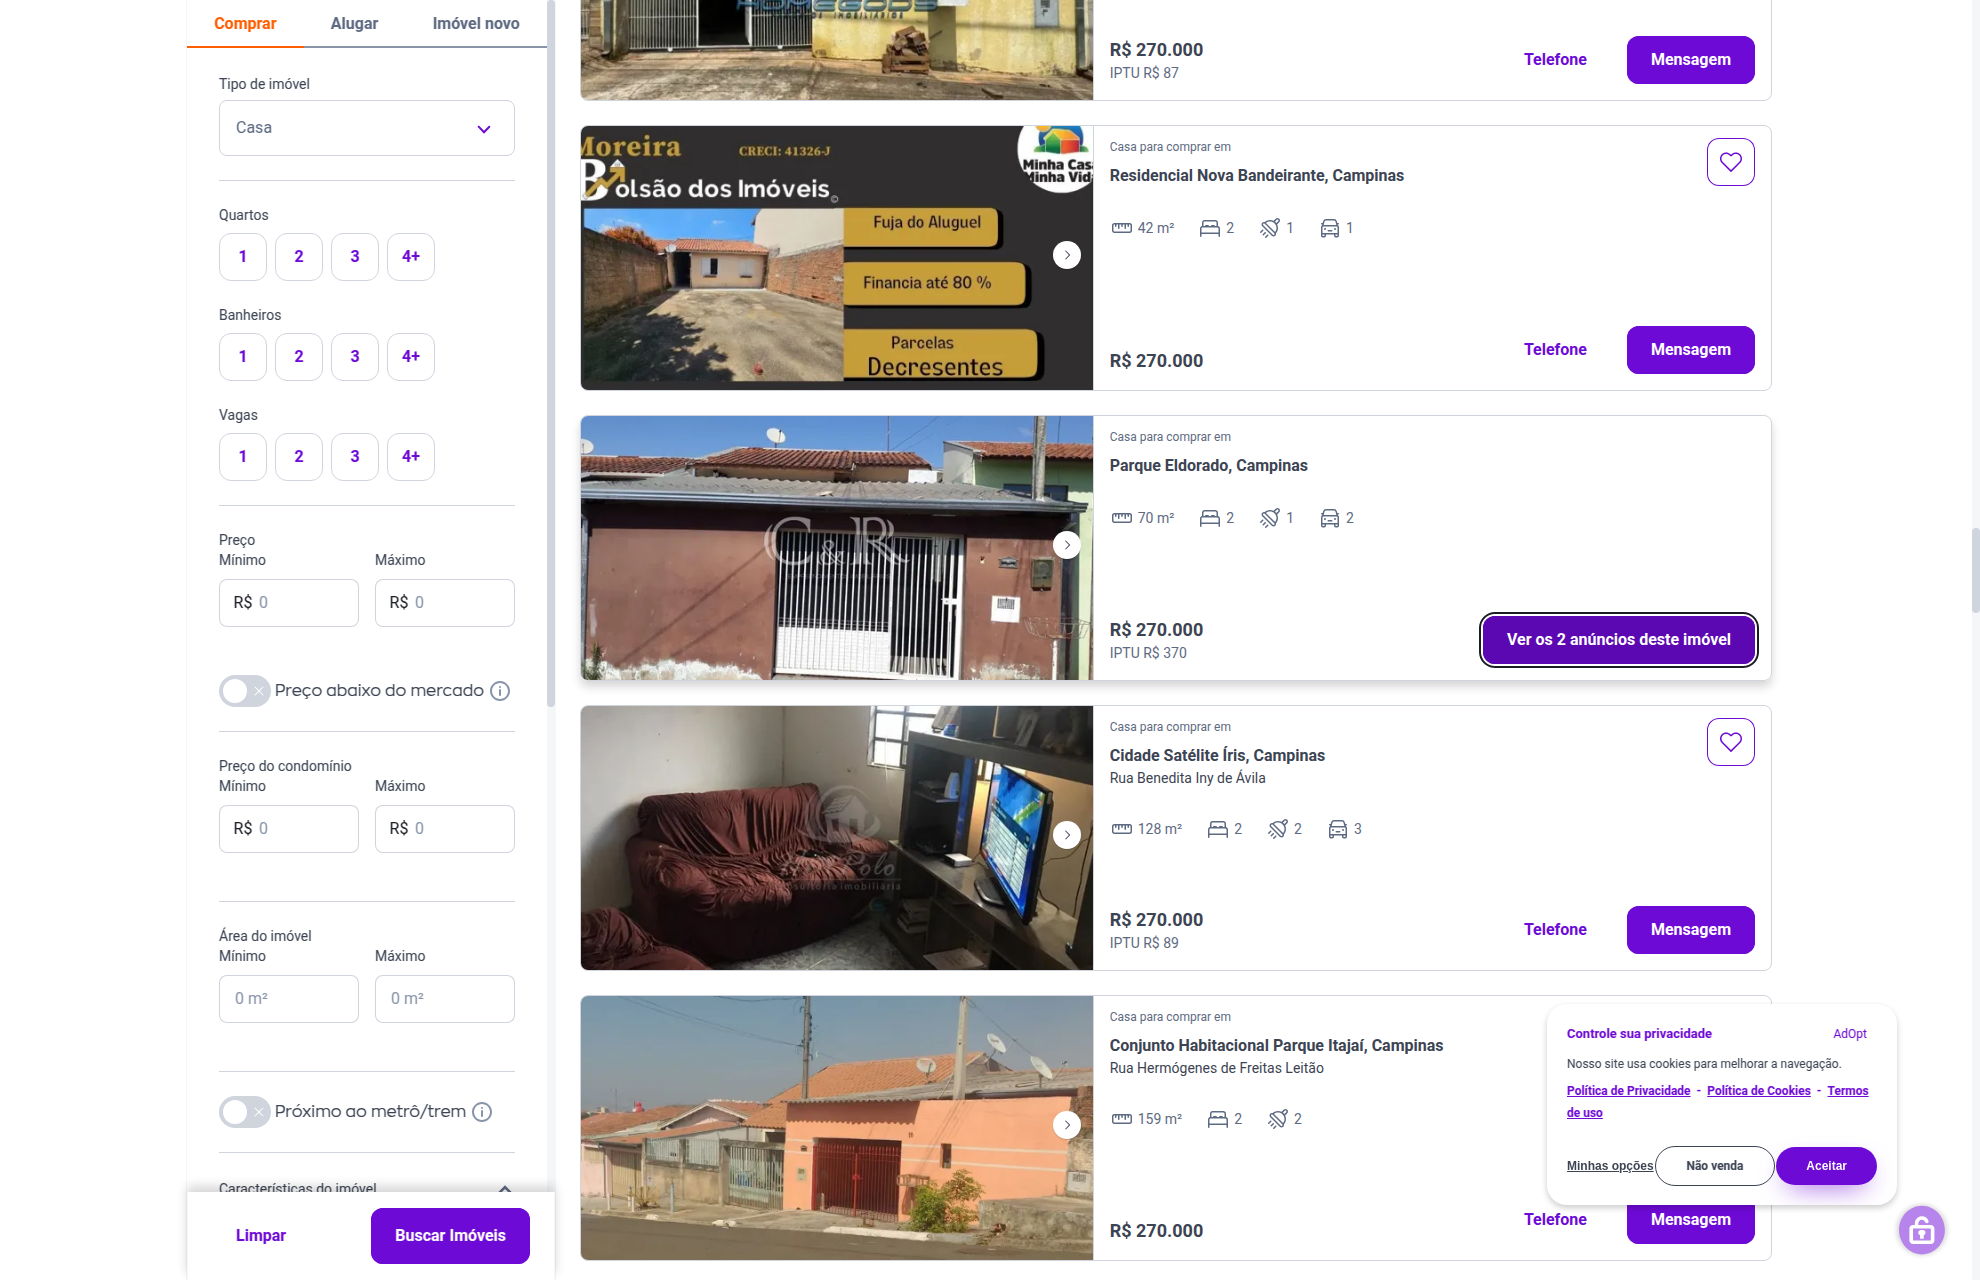 Comprar
Alugar
Imóvel novo
Tipo de imóvel
Casa
Quartos
1
2
3
4+
Banheiros
1
2
3
4+
Vagas
1
2
3
4+
Preço
Mínimo
Máximo
R$ 0
R$ 0
Preço abaixo do mercado
Preço do condomínio
Mínimo
Máximo
R$ 0
R$ 0
Área do imóvel
Mínimo
Máximo
0 m²
0 m²
Próximo ao metrô/trem
Características do imóvel
Limpar
Buscar Imóveis
HOMEGODS
R$ 270.000
IPTU R$ 87
Telefone
Mensagem
Moreira
CRECI: 41326-J
Minha Cas
Minha Vid
Bolsão dos Imóveis
Fuja do Aluguel
Financia até 80 %
Parcelas
Decresentes
Casa para comprar em
Residencial Nova Bandeirante, Campinas
42 m²
2
1
1
R$ 270.000
Telefone
Mensagem
C&R
Casa para comprar em
Parque Eldorado, Campinas
70 m²
2
1
2
R$ 270.000
IPTU R$ 370
Ver os 2 anúncios deste imóvel
Casa para comprar em
Cidade Satélite Íris, Campinas
Rua Benedita Iny de Ávila
128 m²
2
2
3
R$ 270.000
IPTU R$ 89
Telefone
Mensagem
Casa para comprar em
Conjunto Habitacional Parque Itajaí, Campinas
Rua Hermógenes de Freitas Leitão
159 m²
2
2
R$ 270.000
Telefone
Mensagem
Controle sua privacidade
AdOpt
Nosso site usa cookies para melhorar a navegação.
Política de Privacidade - Política de Cookies - Termos
de uso
Minhas opções
Não venda
Aceitar